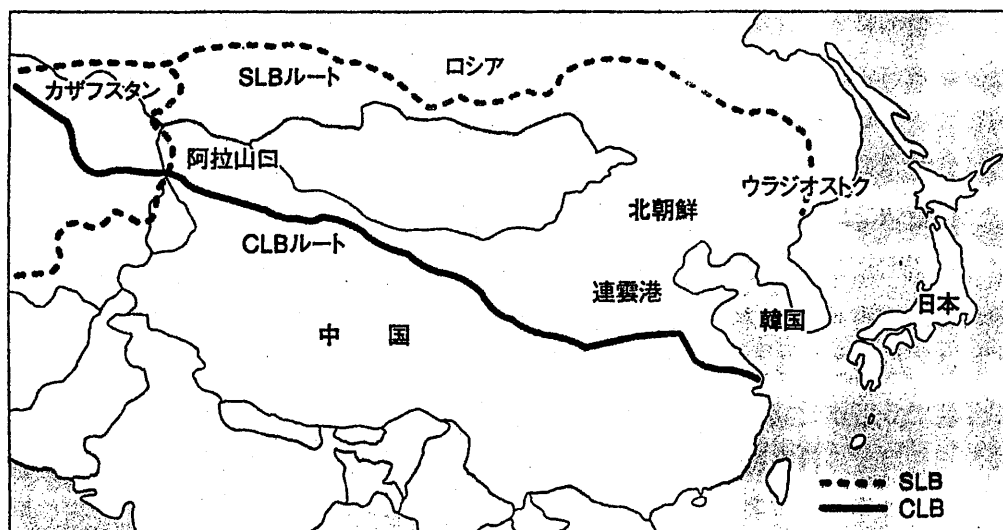 ロシア
SLBルート
カザフスタン
阿拉山曰
ウラジオストク
北朝鮮
CLBルート
連雲港
日本
韓国
中 国
SLB
CLB